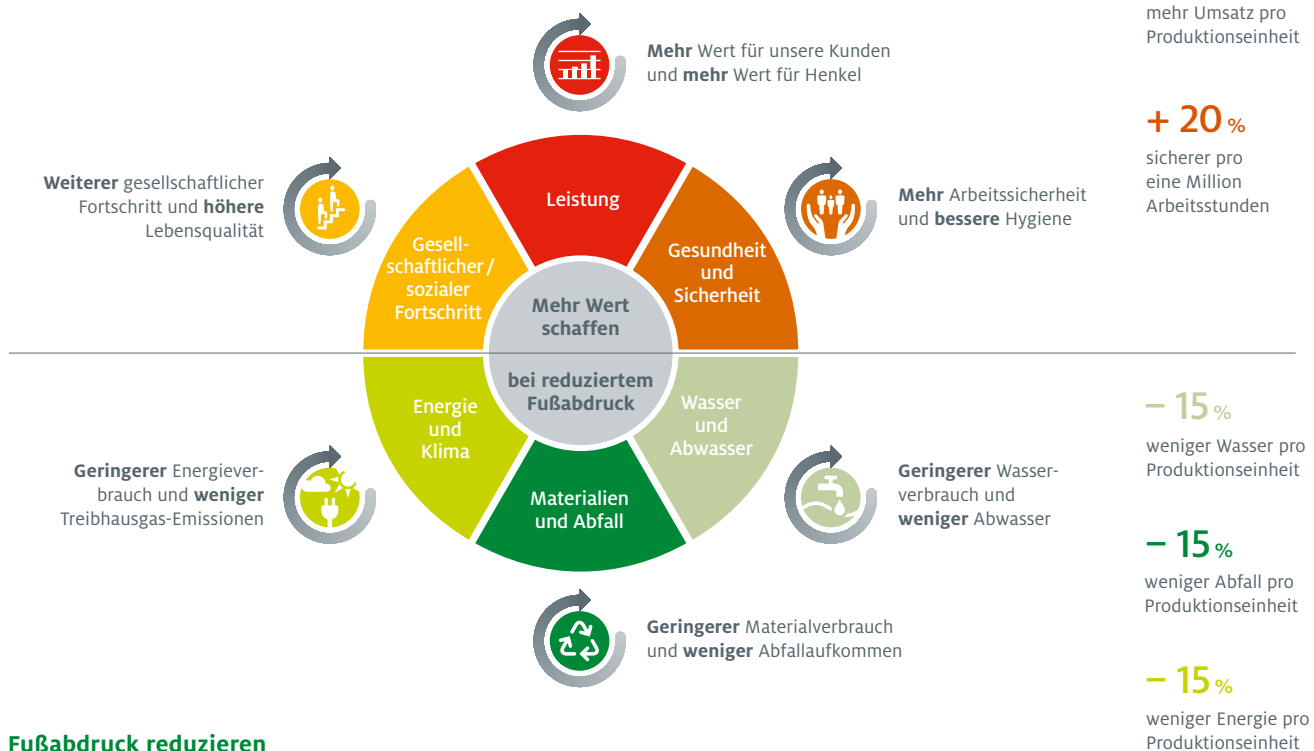 mehr Umsatz pro
Produktionseinheit
Mehr Wert für unsere Kunden
und mehr Wert für Henkel
+ 20 %
sicherer pro
eine Million
Arbeitsstunden
Weiterer gesellschaftlicher
Fortschritt und höhere
Lebensqualität
Leistung
Mehr Arbeitssicherheit
und bessere Hygiene
Gesell-
schaftlicher /
sozialer
Fortschritt
Gesundheit
und
Sicherheit
Mehr Wert
schaffen
bei reduziertem
Fußabdruck
Energie
und
Klima
Wasser
und
Abwasser
Materialien
und Abfall
Geringerer Energiever-
brauch und weniger
Treibhausgas-Emissionen
Geringerer Wasser-
verbrauch und
weniger Abwasser
– 15 %
weniger Wasser pro
Produktionseinheit
– 15 %
weniger Abfall pro
Produktionseinheit
Geringerer Materialverbrauch
und weniger Abfallaufkommen
– 15 %
weniger Energie pro
Produktionseinheit
Fußabdruck reduzieren